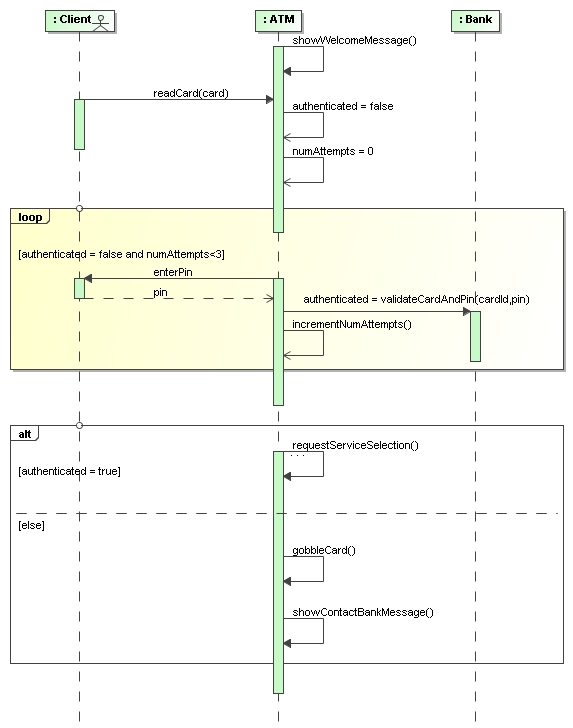 : Client
: ATM
: Bank
showWelcomeMessage()
readCard(card)
authenticated = false
numAttempts = 0
loop
[authenticated = false and numAttempts<3]
enterPin
pin
authenticated = validateCardAndPin(cardId,pin)
incrementNumAttempts()
alt
requestServiceSelection()
. . .
[authenticated = true]
[else]
gobbleCard()
showContactBankMessage()